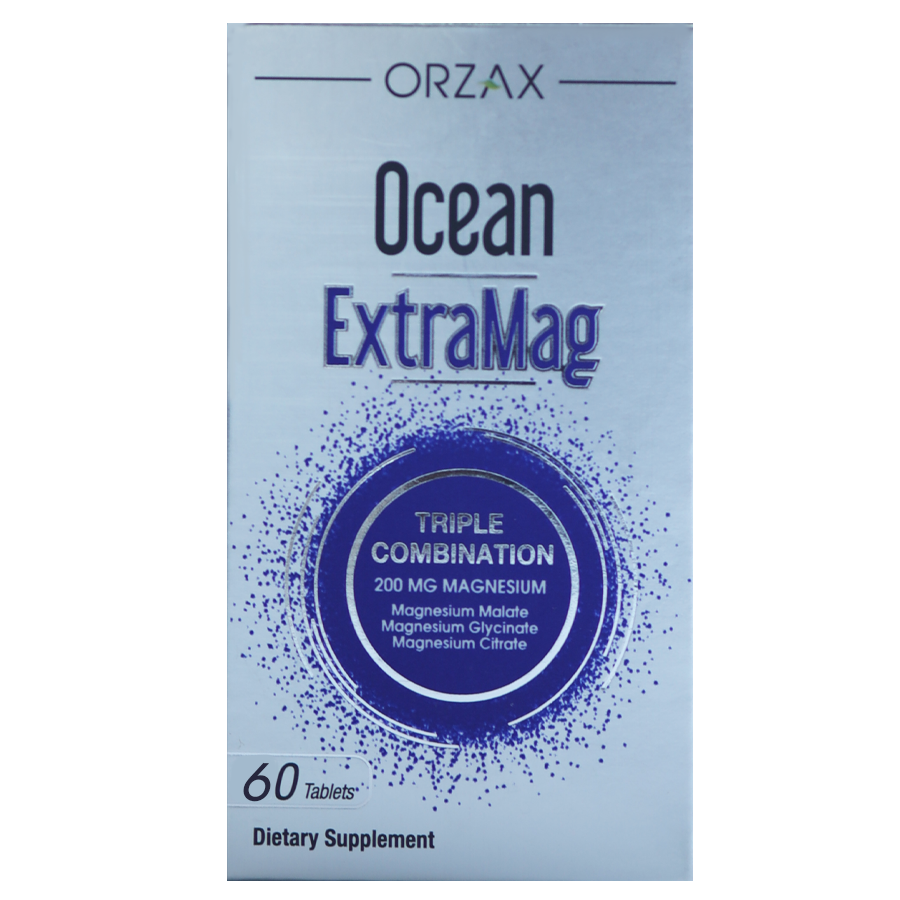 ORZAX
Ocean
ExtraMag
TRIPLE
COMBINATION
200 MG MAGNESIUM
Magnesium Malate
Magnesium Glycinate
Magnesium Citrate
60 Tablets*
Dietary Supplement